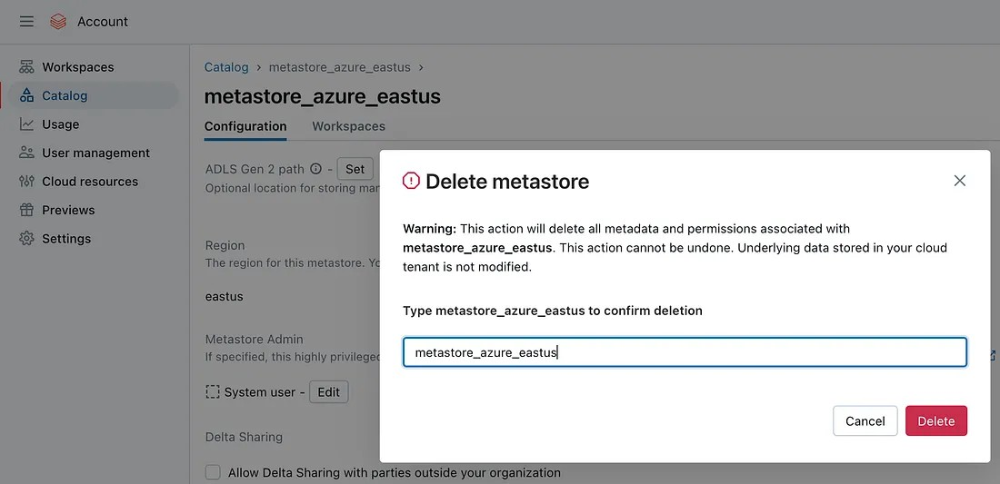 Account
Workspaces
Catalog
Usage
User management
Cloud resources
Previews
Settings
Catalog › metastore_azure_eastus ›
metastore_azure_eastus
Configuration Workspaces
ADLS Gen 2 path - Set
Optional location for storing
Region
The region for this metastore.
eastus
Metastore Admin
If specified, this highly privileged
System user - Edit
Delta Sharing
Allow Delta Sharing with parties outside your organization
Delete metastore
Warning: This action will delete all metadata and permissions associated with
metastore_azure_eastus. This action cannot be undone. Underlying data stored in your cloud
tenant is not modified.
Type metastore_azure_eastus to confirm deletion
metastore_azure_eastus
Cancel Delete